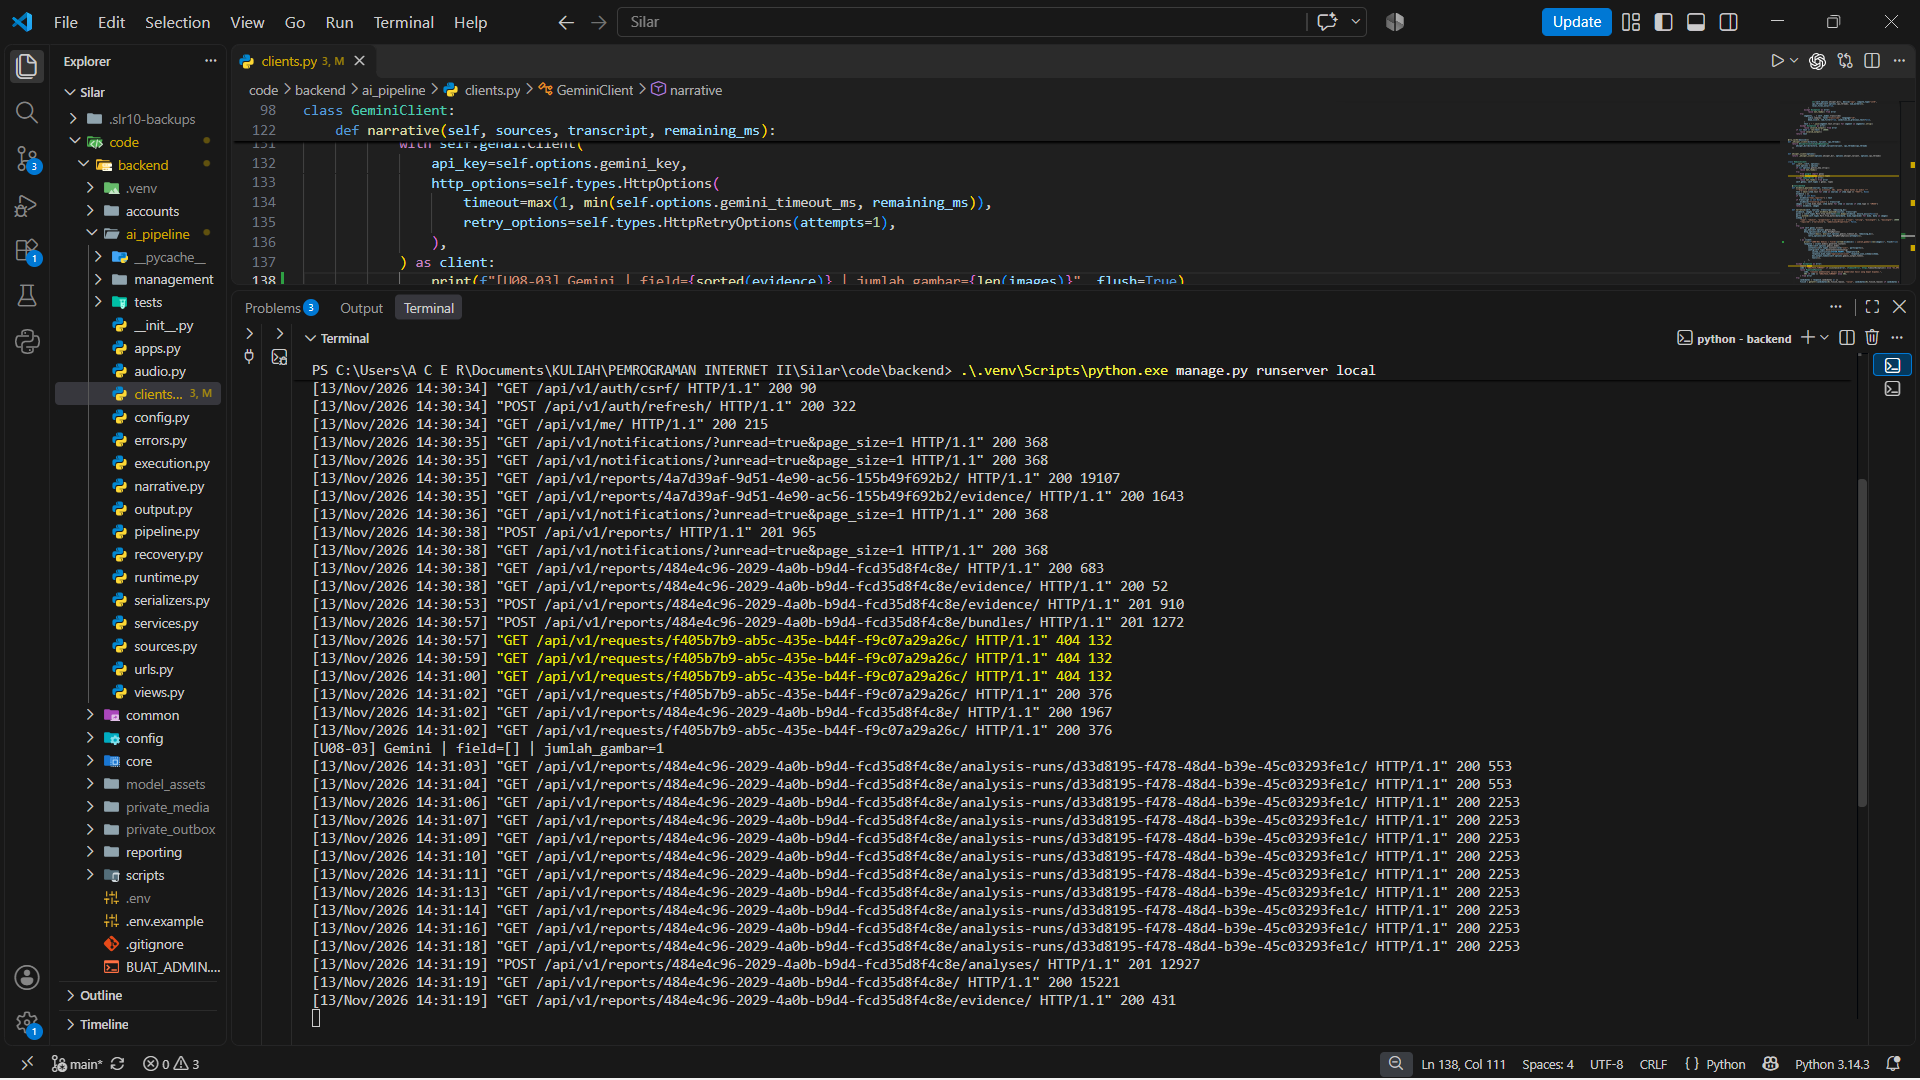 File Edit Selection View Go Run Terminal Help
Silar
Update
Explorer
Silar
.slr10-backups
code
backend
.venv
accounts
ai_pipeline
__pycache__
management
tests
__init__.py
apps.py
audio.py
clients... 3, M
config.py
errors.py
execution.py
narrative.py
output.py
pipeline.py
recovery.py
runtime.py
serializers.py
services.py
sources.py
urls.py
views.py
common
config
core
model_assets
private_media
private_outbox
reporting
scripts
.env
.env.example
.gitignore
BUAT_ADMIN....
Outline
Timeline
3
1
1
clients.py 3, M
code > backend > ai_pipeline > clients.py > GeminiClient > narrative
98 class GeminiClient:
122 def narrative(self, sources, transcript, remaining_ms):
131 with self.genai.Client(
132 api_key=self.options.gemini_key,
133 http_options=self.types.HttpOptions(
134 timeout=max(1, min(self.options.gemini_timeout_ms, remaining_ms)),
135 retry_options=self.types.HttpRetryOptions(attempts=1),
136 ),
137 ) as client:
138 print(f"[U08-03] Gemini | field={sorted(evidence)} | jumlah_gambar={len(images)}", flush=True)
Problems 3 Output Terminal
Terminal
python - backend
PS C:\Users\A C E R\Documents\KULIAH\PEMROGRAMAN INTERNET II\Silar\code\backend> .\.venv\Scripts\python.exe manage.py runserver local
[13/Nov/2026 14:30:34] "GET /api/v1/auth/csrf/ HTTP/1.1" 200 90
[13/Nov/2026 14:30:34] "POST /api/v1/auth/refresh/ HTTP/1.1" 200 322
[13/Nov/2026 14:30:34] "GET /api/v1/me/ HTTP/1.1" 200 215
[13/Nov/2026 14:30:35] "GET /api/v1/notifications/?unread=true&page_size=1 HTTP/1.1" 200 368
[13/Nov/2026 14:30:35] "GET /api/v1/notifications/?unread=true&page_size=1 HTTP/1.1" 200 368
[13/Nov/2026 14:30:35] "GET /api/v1/reports/4a7d39af-9d51-4e90-ac56-155b49f692b2/ HTTP/1.1" 200 19107
[13/Nov/2026 14:30:35] "GET /api/v1/reports/4a7d39af-9d51-4e90-ac56-155b49f692b2/evidence/ HTTP/1.1" 200 1643
[13/Nov/2026 14:30:36] "GET /api/v1/notifications/?unread=true&page_size=1 HTTP/1.1" 200 368
[13/Nov/2026 14:30:38] "POST /api/v1/reports/ HTTP/1.1" 201 965
[13/Nov/2026 14:30:38] "GET /api/v1/notifications/?unread=true&page_size=1 HTTP/1.1" 200 368
[13/Nov/2026 14:30:38] "GET /api/v1/reports/484e4c96-2029-4a0b-b9d4-fcd35d8f4c8e/ HTTP/1.1" 200 683
[13/Nov/2026 14:30:38] "GET /api/v1/reports/484e4c96-2029-4a0b-b9d4-fcd35d8f4c8e/evidence/ HTTP/1.1" 200 52
[13/Nov/2026 14:30:53] "POST /api/v1/reports/484e4c96-2029-4a0b-b9d4-fcd35d8f4c8e/evidence/ HTTP/1.1" 201 910
[13/Nov/2026 14:30:57] "POST /api/v1/reports/484e4c96-2029-4a0b-b9d4-fcd35d8f4c8e/bundles/ HTTP/1.1" 201 1272
[13/Nov/2026 14:30:57] "GET /api/v1/requests/f405b7b9-ab5c-435e-b44f-f9c07a29a26c/ HTTP/1.1" 404 132
[13/Nov/2026 14:30:59] "GET /api/v1/requests/f405b7b9-ab5c-435e-b44f-f9c07a29a26c/ HTTP/1.1" 404 132
[13/Nov/2026 14:31:00] "GET /api/v1/requests/f405b7b9-ab5c-435e-b44f-f9c07a29a26c/ HTTP/1.1" 404 132
[13/Nov/2026 14:31:02] "GET /api/v1/requests/f405b7b9-ab5c-435e-b44f-f9c07a29a26c/ HTTP/1.1" 200 376
[13/Nov/2026 14:31:02] "GET /api/v1/reports/484e4c96-2029-4a0b-b9d4-fcd35d8f4c8e/ HTTP/1.1" 200 1967
[13/Nov/2026 14:31:02] "GET /api/v1/requests/f405b7b9-ab5c-435e-b44f-f9c07a29a26c/ HTTP/1.1" 200 376
[U08-03] Gemini | field=[] | jumlah_gambar=1
[13/Nov/2026 14:31:03] "GET /api/v1/reports/484e4c96-2029-4a0b-b9d4-fcd35d8f4c8e/analysis-runs/d33d8195-f478-48d4-b39e-45c03293fe1c/ HTTP/1.1" 200 553
[13/Nov/2026 14:31:04] "GET /api/v1/reports/484e4c96-2029-4a0b-b9d4-fcd35d8f4c8e/analysis-runs/d33d8195-f478-48d4-b39e-45c03293fe1c/ HTTP/1.1" 200 553
[13/Nov/2026 14:31:06] "GET /api/v1/reports/484e4c96-2029-4a0b-b9d4-fcd35d8f4c8e/analysis-runs/d33d8195-f478-48d4-b39e-45c03293fe1c/ HTTP/1.1" 200 2253
[13/Nov/2026 14:31:07] "GET /api/v1/reports/484e4c96-2029-4a0b-b9d4-fcd35d8f4c8e/analysis-runs/d33d8195-f478-48d4-b39e-45c03293fe1c/ HTTP/1.1" 200 2253
[13/Nov/2026 14:31:09] "GET /api/v1/reports/484e4c96-2029-4a0b-b9d4-fcd35d8f4c8e/analysis-runs/d33d8195-f478-48d4-b39e-45c03293fe1c/ HTTP/1.1" 200 2253
[13/Nov/2026 14:31:10] "GET /api/v1/reports/484e4c96-2029-4a0b-b9d4-fcd35d8f4c8e/analysis-runs/d33d8195-f478-48d4-b39e-45c03293fe1c/ HTTP/1.1" 200 2253
[13/Nov/2026 14:31:11] "GET /api/v1/reports/484e4c96-2029-4a0b-b9d4-fcd35d8f4c8e/analysis-runs/d33d8195-f478-48d4-b39e-45c03293fe1c/ HTTP/1.1" 200 2253
[13/Nov/2026 14:31:13] "GET /api/v1/reports/484e4c96-2029-4a0b-b9d4-fcd35d8f4c8e/analysis-runs/d33d8195-f478-48d4-b39e-45c03293fe1c/ HTTP/1.1" 200 2253
[13/Nov/2026 14:31:14] "GET /api/v1/reports/484e4c96-2029-4a0b-b9d4-fcd35d8f4c8e/analysis-runs/d33d8195-f478-48d4-b39e-45c03293fe1c/ HTTP/1.1" 200 2253
[13/Nov/2026 14:31:16] "GET /api/v1/reports/484e4c96-2029-4a0b-b9d4-fcd35d8f4c8e/analysis-runs/d33d8195-f478-48d4-b39e-45c03293fe1c/ HTTP/1.1" 200 2253
[13/Nov/2026 14:31:18] "GET /api/v1/reports/484e4c96-2029-4a0b-b9d4-fcd35d8f4c8e/analysis-runs/d33d8195-f478-48d4-b39e-45c03293fe1c/ HTTP/1.1" 200 2253
[13/Nov/2026 14:31:19] "POST /api/v1/reports/484e4c96-2029-4a0b-b9d4-fcd35d8f4c8e/analyses/ HTTP/1.1" 201 12927
[13/Nov/2026 14:31:19] "GET /api/v1/reports/484e4c96-2029-4a0b-b9d4-fcd35d8f4c8e/ HTTP/1.1" 200 15221
[13/Nov/2026 14:31:19] "GET /api/v1/reports/484e4c96-2029-4a0b-b9d4-fcd35d8f4c8e/evidence/ HTTP/1.1" 200 431
main* 0 3
Ln 138, Col 111 Spaces: 4 UTF-8 CRLF { } Python Python 3.14.3